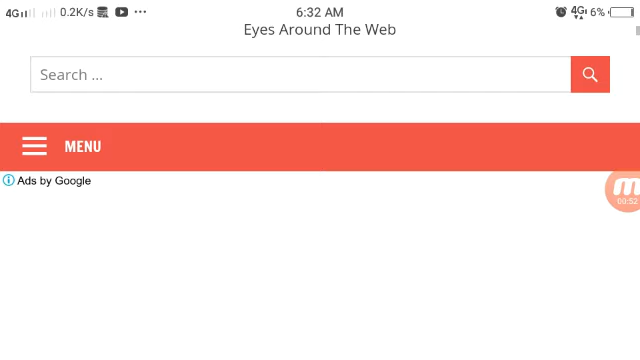 4G 0.2K/s ... 6:32 AM 4G 6%
Eyes Around The Web
Search ...
MENU
Ads by Google
m
00:52